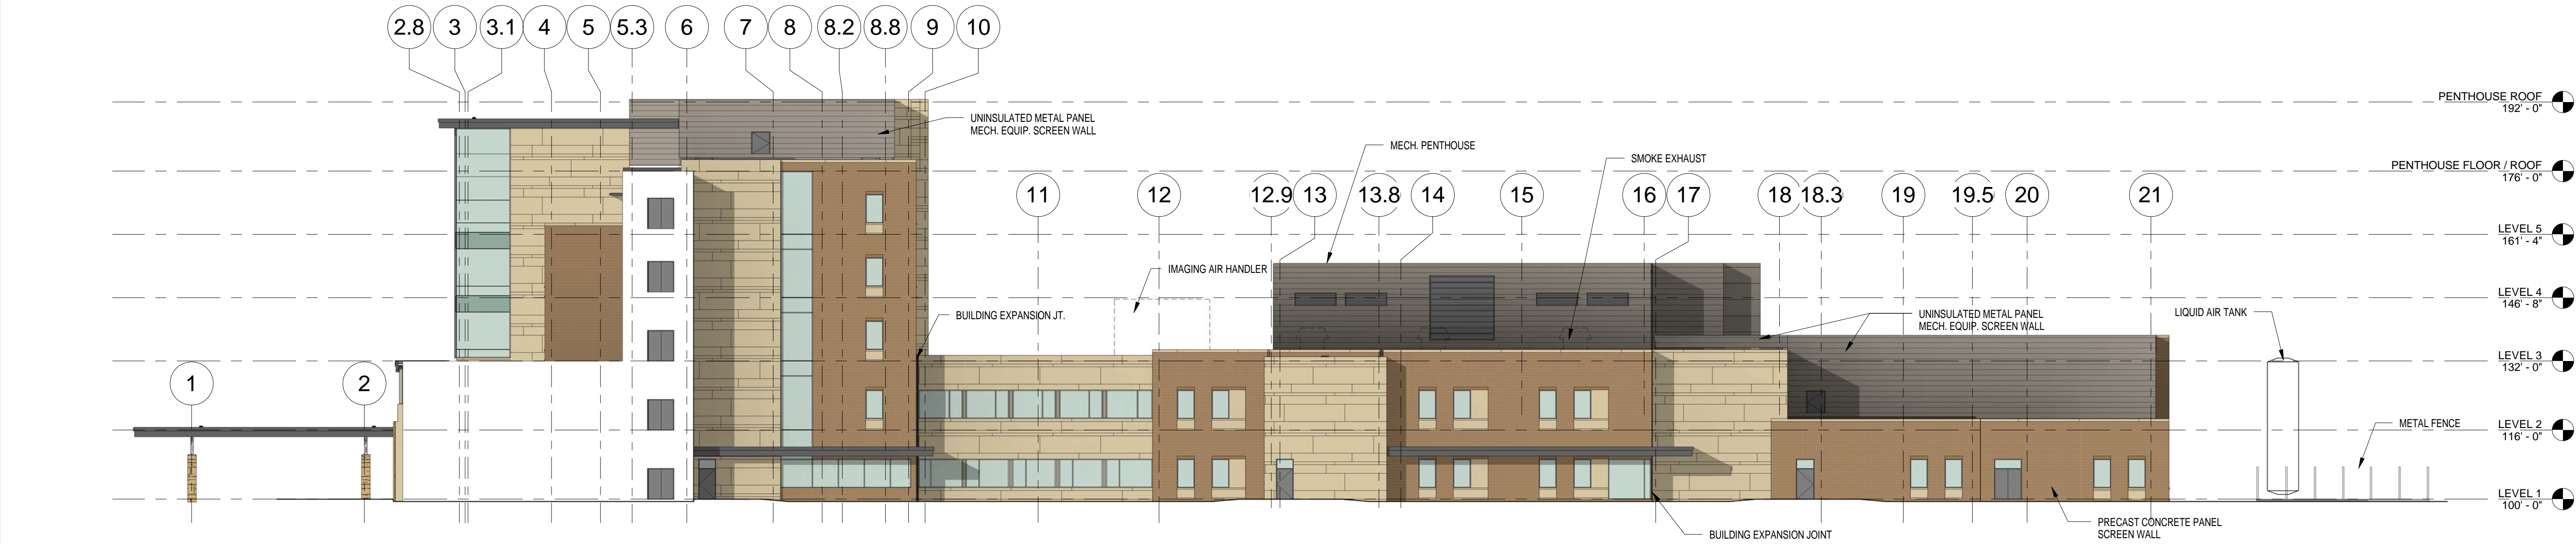 2.8 3 3.1 4 5 5.3 6 7 8 8.2 8.8 9 10
PENTHOUSE ROOF
192' - 0"
UNINSULATED METAL PANEL
MECH. EQUIP. SCREEN WALL
MECH. PENTHOUSE
SMOKE EXHAUST
PENTHOUSE FLOOR / ROOF
176' - 0"
11 12 12.9 13 13.8 14 15 16 17 18 18.3 19 19.5 20 21
LEVEL 5
161' - 4"
IMAGING AIR HANDLER
LEVEL 4
146' - 8"
BUILDING EXPANSION JT.
UNINSULATED METAL PANEL
MECH. EQUIP. SCREEN WALL
LIQUID AIR TANK
LEVEL 3
132' - 0"
1 2
METAL FENCE
LEVEL 2
116' - 0"
LEVEL 1
100' - 0"
PRECAST CONCRETE PANEL
SCREEN WALL
BUILDING EXPANSION JOINT